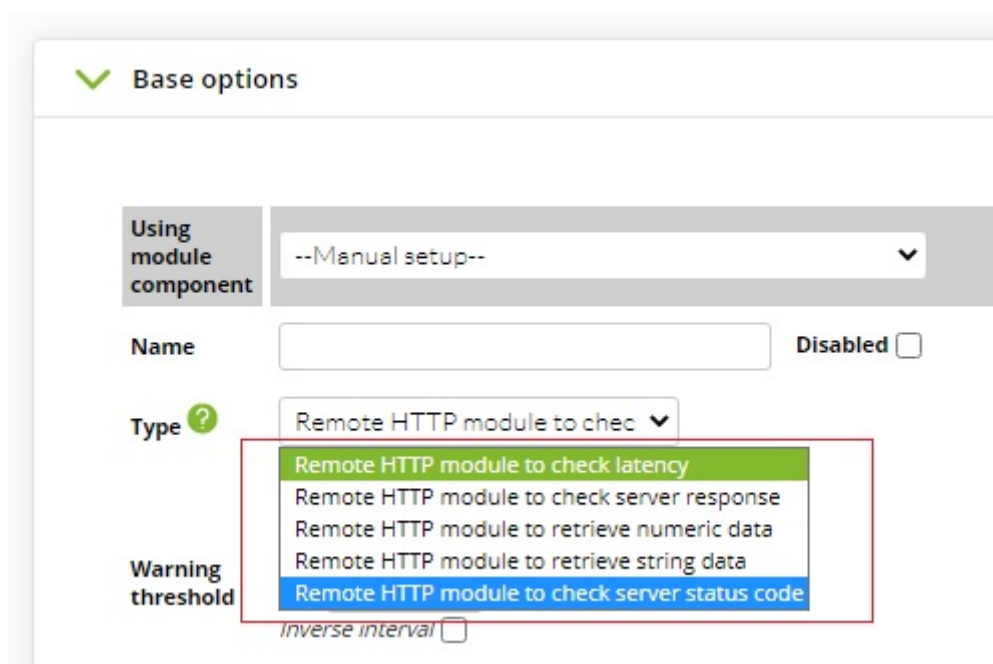 Base options
Using
module
component
--Manual setup--
Name
Disabled
Type ?
Remote HTTP module to chec
Remote HTTP module to check latency
Remote HTTP module to check server response
Remote HTTP module to retrieve numeric data
Remote HTTP module to retrieve string data
Remote HTTP module to check server status code
Warning
threshold
Inverse interval